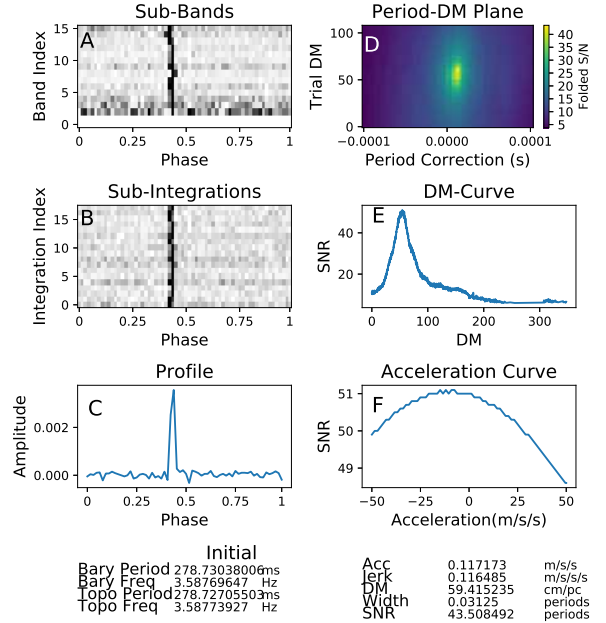 Sub-Bands
A
Band Index
15
10
5
0
0
0.25
0.5
0.75
1
Phase
Period-DM Plane
D
Trial DM
100
50
0
−0.0001
0.0000
0.0001
Period Correction (s)
40
35
30
25
20
15
10
5
Folded S/N
Sub-Integrations
B
Integration Index
15
10
5
0
0
0.25
0.5
0.75
1
Phase
DM-Curve
E
SNR
40
20
0
100
200
300
DM
Profile
C
Amplitude
0.002
0.000
0
0.25
0.5
0.75
1
Phase
Acceleration Curve
F
SNR
51
50
49
−50
−25
0
25
50
Acceleration(m/s/s)
Initial
Bary Period 278.73038006ms
Bary Freq 3.58769647 Hz
Topo Period 278.72705503ms
Topo Freq 3.58773927 Hz
Acc 0.117173 m/s/s
Jerk 0.116485 m/s/s/s
DM 59.415235 cm/pc
Width 0.03125 periods
SNR 43.508492 periods